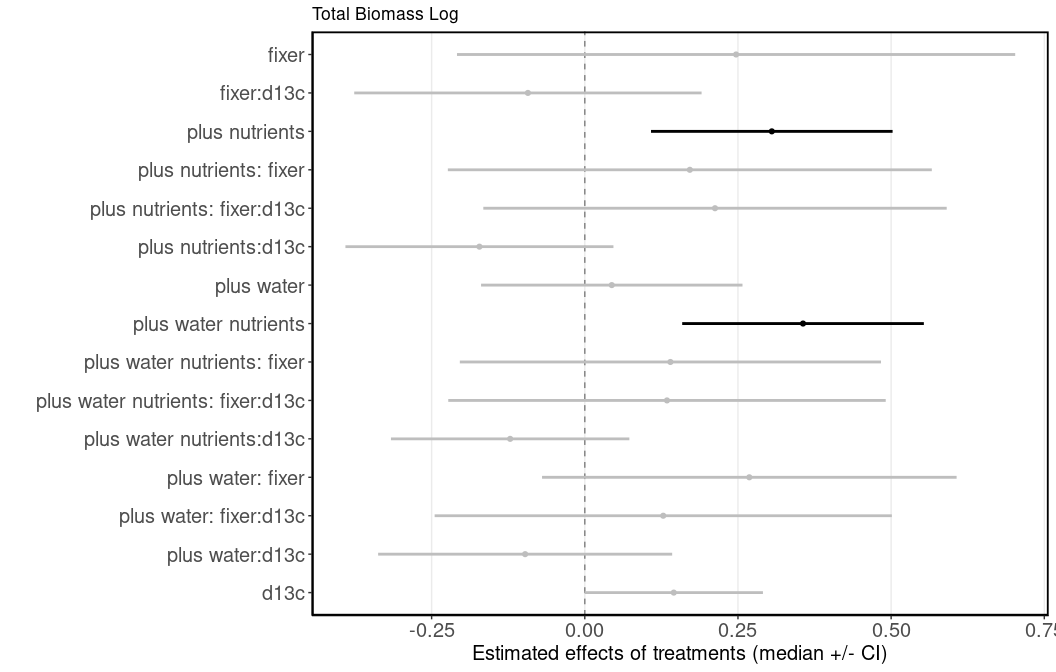 Total Biomass Log
fixer
fixer:d13c
plus nutrients
plus nutrients: fixer
plus nutrients: fixer:d13c
plus nutrients:d13c
plus water
plus water nutrients
plus water nutrients: fixer
plus water nutrients: fixer:d13c
plus water nutrients:d13c
plus water: fixer
plus water: fixer:d13c
plus water:d13c
d13c
-0.25 0.00 0.25 0.50 0.75
Estimated effects of treatments (median +/- CI)